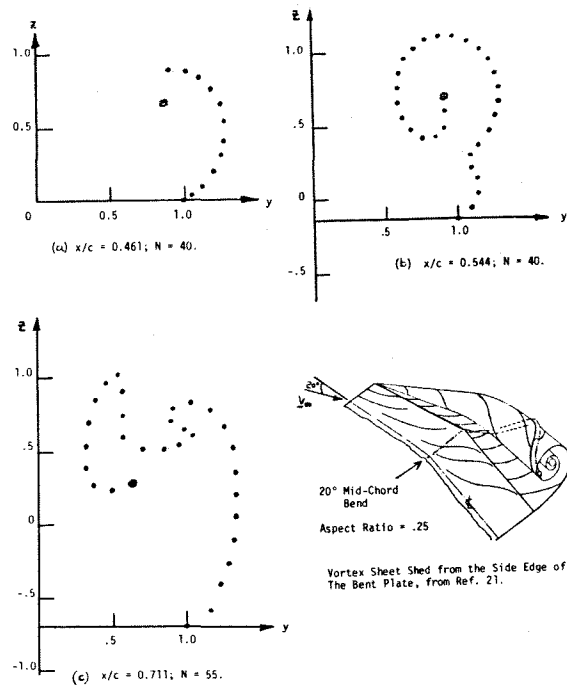 z
1.0
0.5
0
0.5
1.0
y
(a) x/c = 0.461; N = 40.
z
1.0
.5
0
1.0
y
-.5
(b) x/c = 0.544; N = 40.
z
1.0
0.5
0
-.5
.5
1.0
y
-1.0
(c) x/c = 0.711; N = 55.
20°
V∞
20° Mid-Chord
Bend
℄
Aspect Ratio = .25
Vortex Sheet Shed from the Side Edge of
The Bent Plate, from Ref. 21.